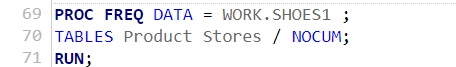 69 PROC FREQ DATA = WORK.SHOES1 ;
70 TABLES Product Stores / NOCUM;
71 RUN;